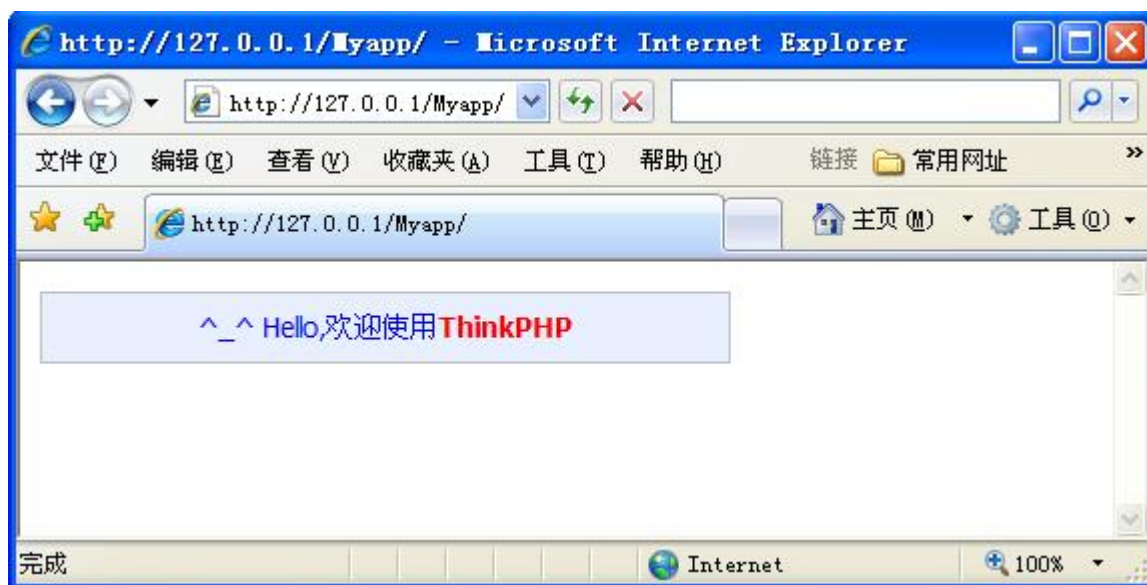 http://127.0.0.1/Myapp/ - Microsoft Internet Explorer
http://127.0.0.1/Myapp/
文件(F) 编辑(E) 查看(V) 收藏夹(A) 工具(T) 帮助(H) 链接 常用网址 »
http://127.0.0.1/Myapp/ 主页(M) 工具(O)
^_^ Hello,欢迎使用ThinkPHP
完成 Internet 100%